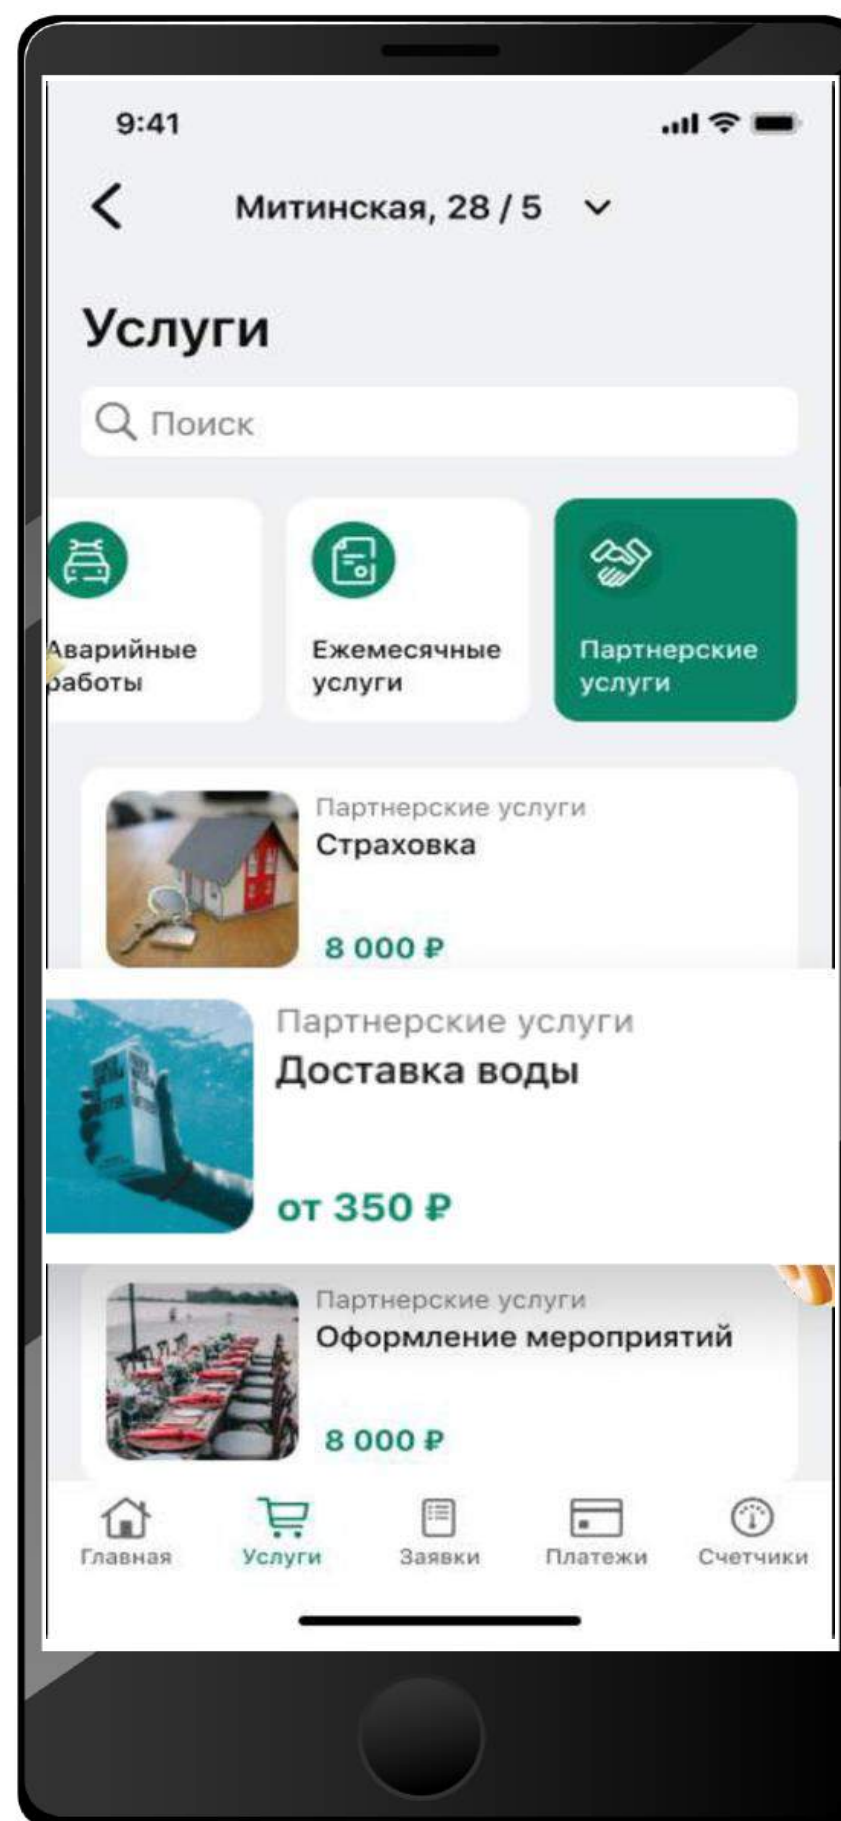 9:41
Митинская, 28 / 5
Услуги
Поиск
Аварийные
работы
Ежемесячные
услуги
Партнерские
услуги
Партнерские услуги
Страховка
8 000 ₽
Партнерские услуги
Доставка воды
от 350 ₽
Партнерские услуги
Оформление мероприятий
8 000 ₽
Главная
Услуги
Заявки
Платежи
Счетчики